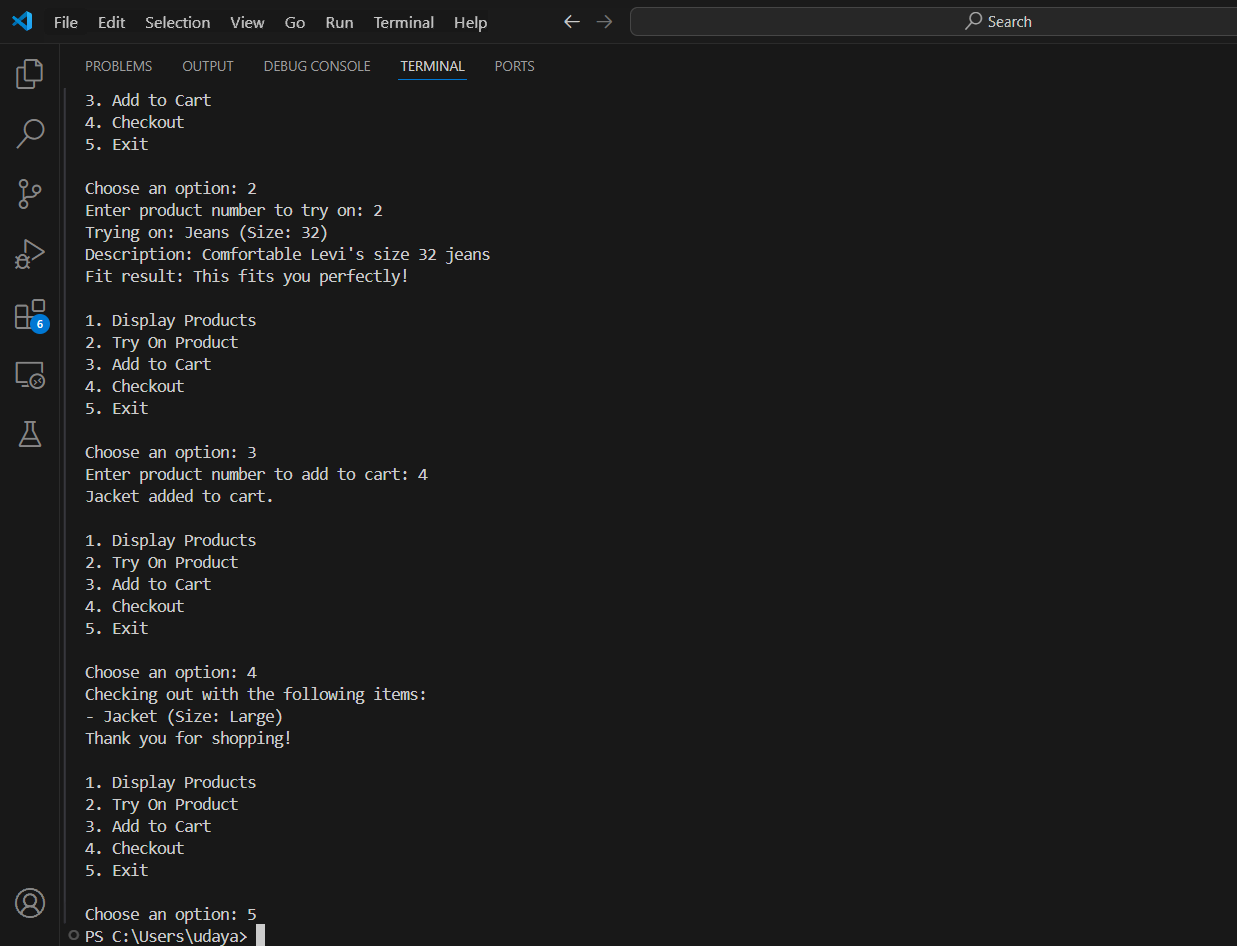 File Edit Selection View Go Run Terminal Help Search
PROBLEMS OUTPUT DEBUG CONSOLE TERMINAL PORTS
3. Add to Cart
4. Checkout
5. Exit
Choose an option: 2
Enter product number to try on: 2
Trying on: Jeans (Size: 32)
Description: Comfortable Levi's size 32 jeans
Fit result: This fits you perfectly!
1. Display Products
2. Try On Product
3. Add to Cart
4. Checkout
5. Exit
Choose an option: 3
Enter product number to add to cart: 4
Jacket added to cart.
1. Display Products
2. Try On Product
3. Add to Cart
4. Checkout
5. Exit
Choose an option: 4
Checking out with the following items:
- Jacket (Size: Large)
Thank you for shopping!
1. Display Products
2. Try On Product
3. Add to Cart
4. Checkout
5. Exit
Choose an option: 5
PS C:\Users\udaya>
6